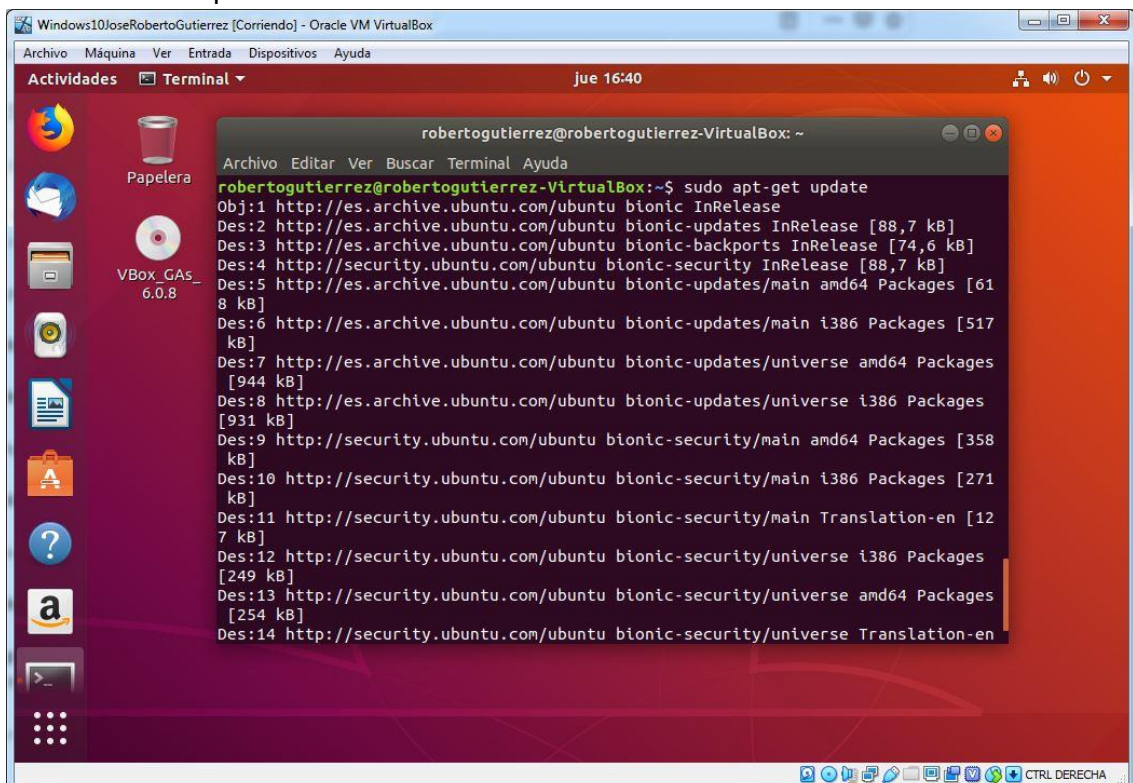 Windows10JoseRobertoGutierrez [Corriendo] - Oracle VM VirtualBox
Archivo Máquina Ver Entrada Dispositivos Ayuda
Actividades Terminal jue 16:40
robertogutierrez@robertogutierrez-VirtualBox: ~
Archivo Editar Ver Buscar Terminal Ayuda
Papelera
VBox_GAs_
6.0.8
robertogutierrez@robertogutierrez-VirtualBox:~$ sudo apt-get update
Obj:1 http://es.archive.ubuntu.com/ubuntu bionic InRelease
Des:2 http://es.archive.ubuntu.com/ubuntu bionic-updates InRelease [88,7 kB]
Des:3 http://es.archive.ubuntu.com/ubuntu bionic-backports InRelease [74,6 kB]
Des:4 http://security.ubuntu.com/ubuntu bionic-security InRelease [88,7 kB]
Des:5 http://es.archive.ubuntu.com/ubuntu bionic-updates/main amd64 Packages [61
8 kB]
Des:6 http://es.archive.ubuntu.com/ubuntu bionic-updates/main i386 Packages [517
kB]
Des:7 http://es.archive.ubuntu.com/ubuntu bionic-updates/universe amd64 Packages
[944 kB]
Des:8 http://es.archive.ubuntu.com/ubuntu bionic-updates/universe i386 Packages
[931 kB]
Des:9 http://security.ubuntu.com/ubuntu bionic-security/main amd64 Packages [358
kB]
Des:10 http://security.ubuntu.com/ubuntu bionic-security/main i386 Packages [271
kB]
Des:11 http://security.ubuntu.com/ubuntu bionic-security/main Translation-en [12
7 kB]
Des:12 http://security.ubuntu.com/ubuntu bionic-security/universe i386 Packages
[249 kB]
Des:13 http://security.ubuntu.com/ubuntu bionic-security/universe amd64 Packages
[254 kB]
Des:14 http://security.ubuntu.com/ubuntu bionic-security/universe Translation-en
CTRL DERECHA